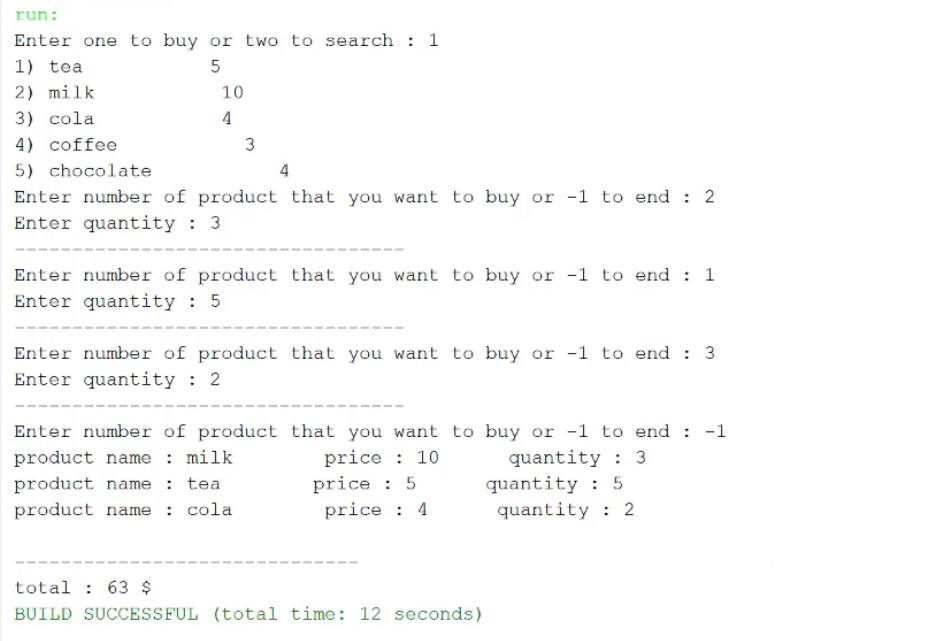 run:
Enter one to buy or two to search : 1
1) tea 5
2) milk 10
3) cola 4
4) coffee 3
5) chocolate 4
Enter number of product that you want to buy or -1 to end : 2
Enter quantity : 3
----------------------------------
Enter number of product that you want to buy or -1 to end : 1
Enter quantity : 5
----------------------------------
Enter number of product that you want to buy or -1 to end : 3
Enter quantity : 2
----------------------------------
Enter number of product that you want to buy or -1 to end : -1
product name : milk price : 10 quantity : 3
product name : tea price : 5 quantity : 5
product name : cola price : 4 quantity : 2
------------------------------
total : 63 $
BUILD SUCCESSFUL (total time: 12 seconds)